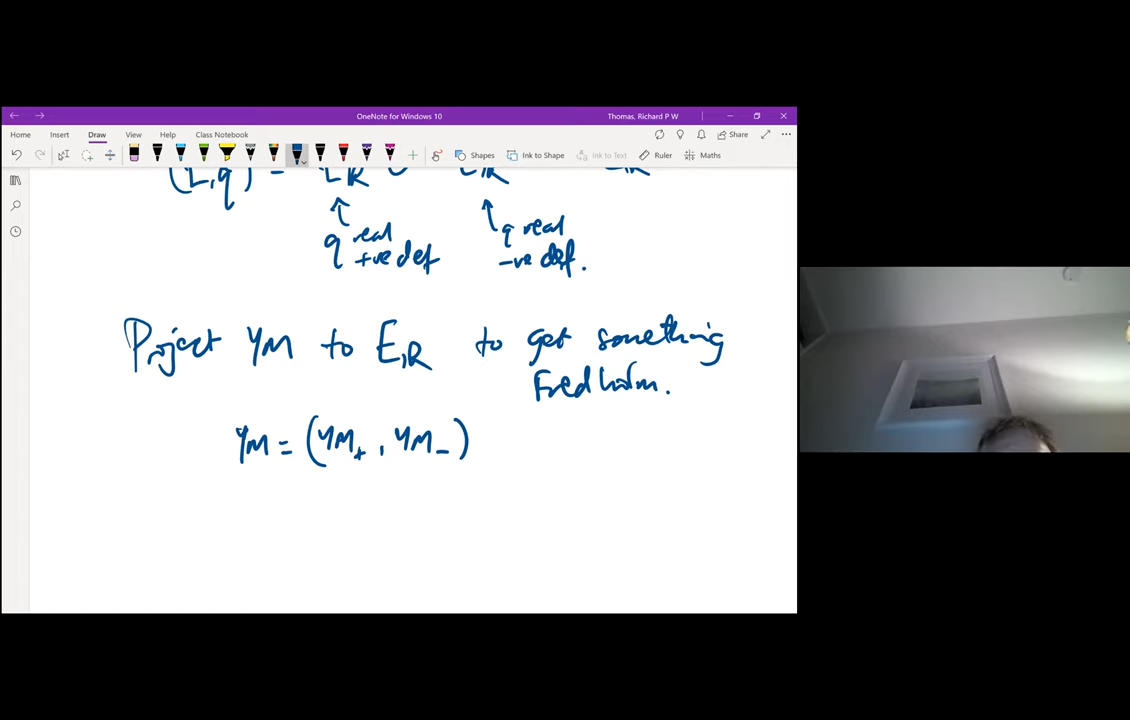 OneNote for Windows 10
Thomas, Richard P W
Home Insert Draw View Help Class Notebook
Share
Shapes Ink to Shape Ink to Text Ruler Maths
q real
+ve def
q real
-ve def.
Project YM to E_ℝ to get something
Fredholm.
YM = (YM₊, YM₋)